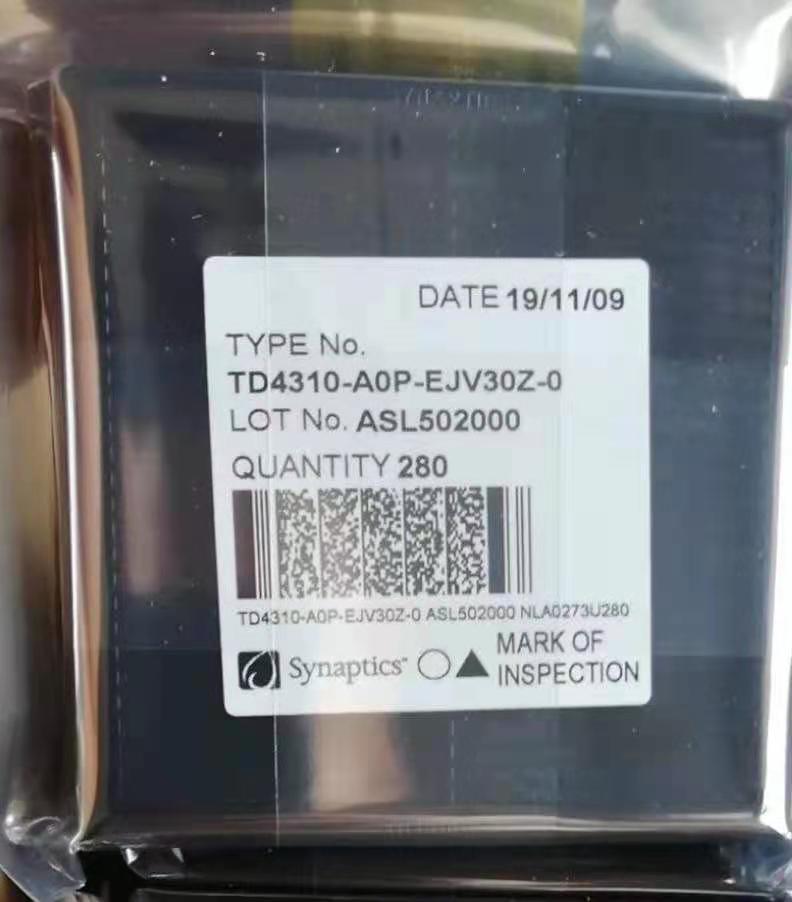 DATE 19/11/09
TYPE No.
TD4310-A0P-EJV30Z-0
LOT No. ASL502000
QUANTITY 280
TD4310-A0P-EJV30Z-0 ASL502000 NLA0273U280
Synaptics™ ○▲ MARK OF
INSPECTION